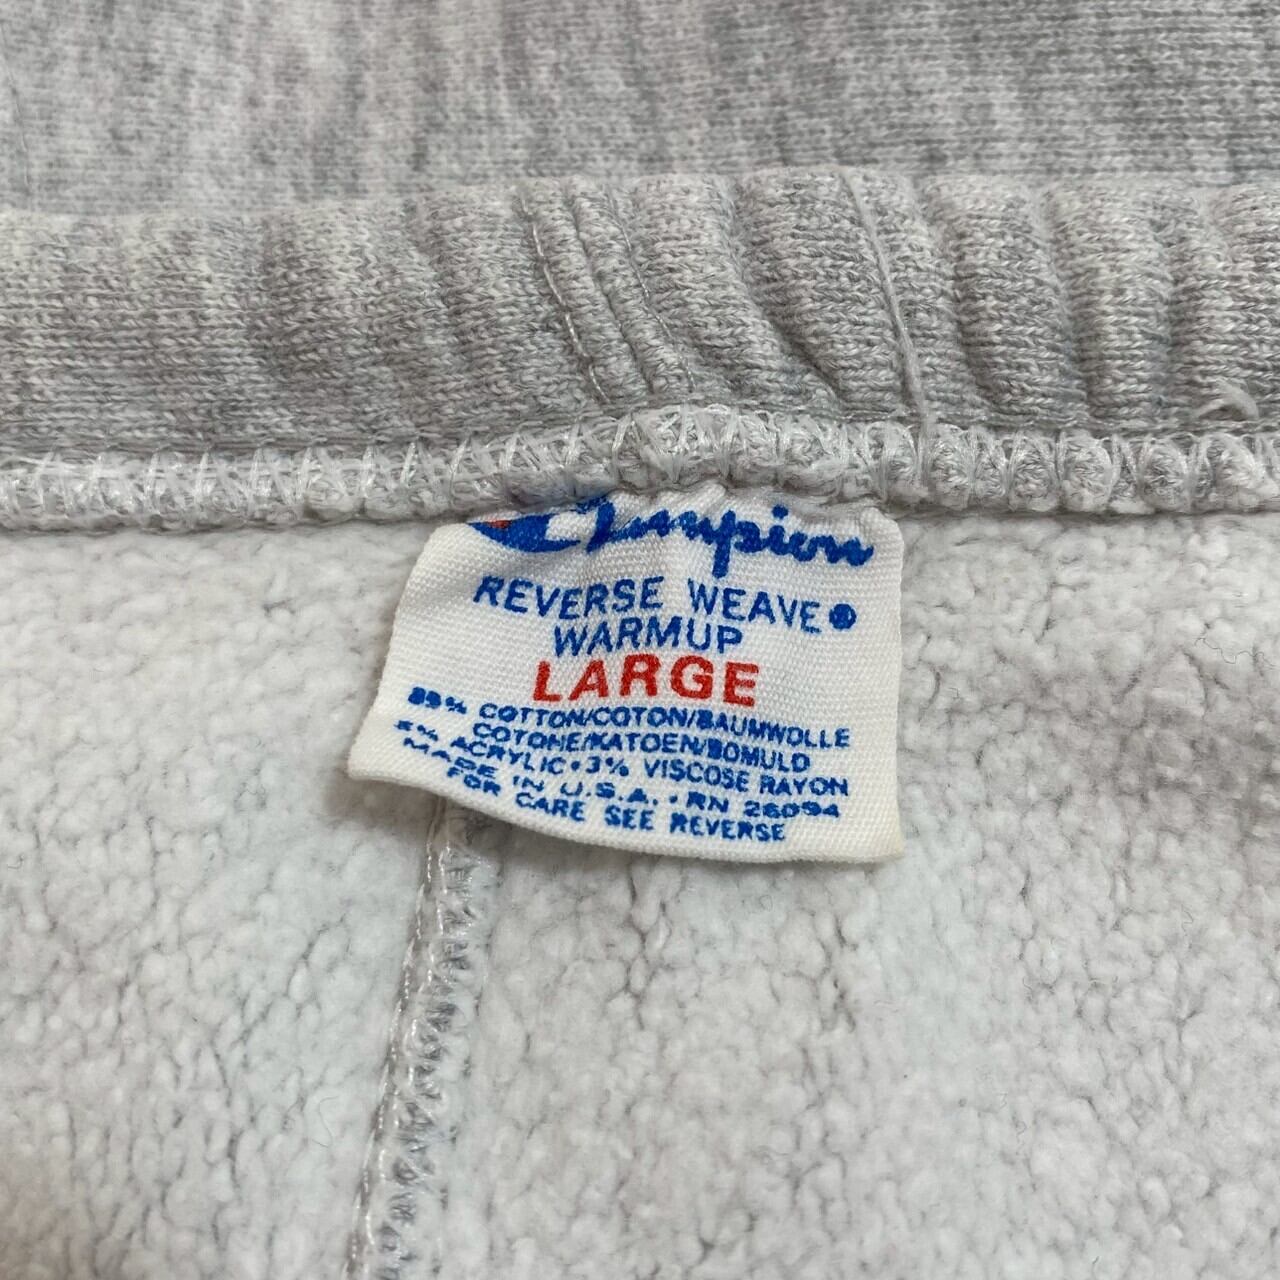 Champion
REVERSE WEAVE®
WARMUP
LARGE
89% COTTON/COTON/BAUMWOLLE
COTONE/KATOEN/BOMULD
% ACRYLIC • 3% VISCOSE RAYON
MADE IN U.S.A. • RN 26094
FOR CARE SEE REVERSE